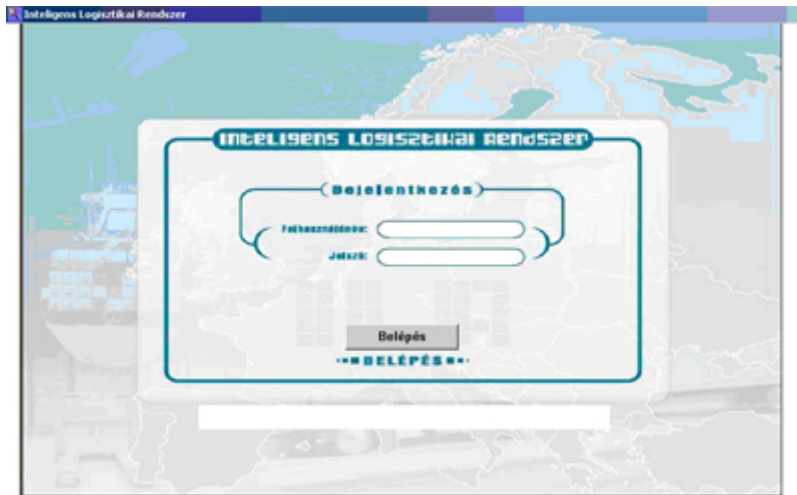 Inteligens Logisztikai Rendszer
Inteligens Logisztikai Rendszer
(Bejelentkezés)
Felhasználónév:
Jelszó:
Belépés
BELÉPÉS